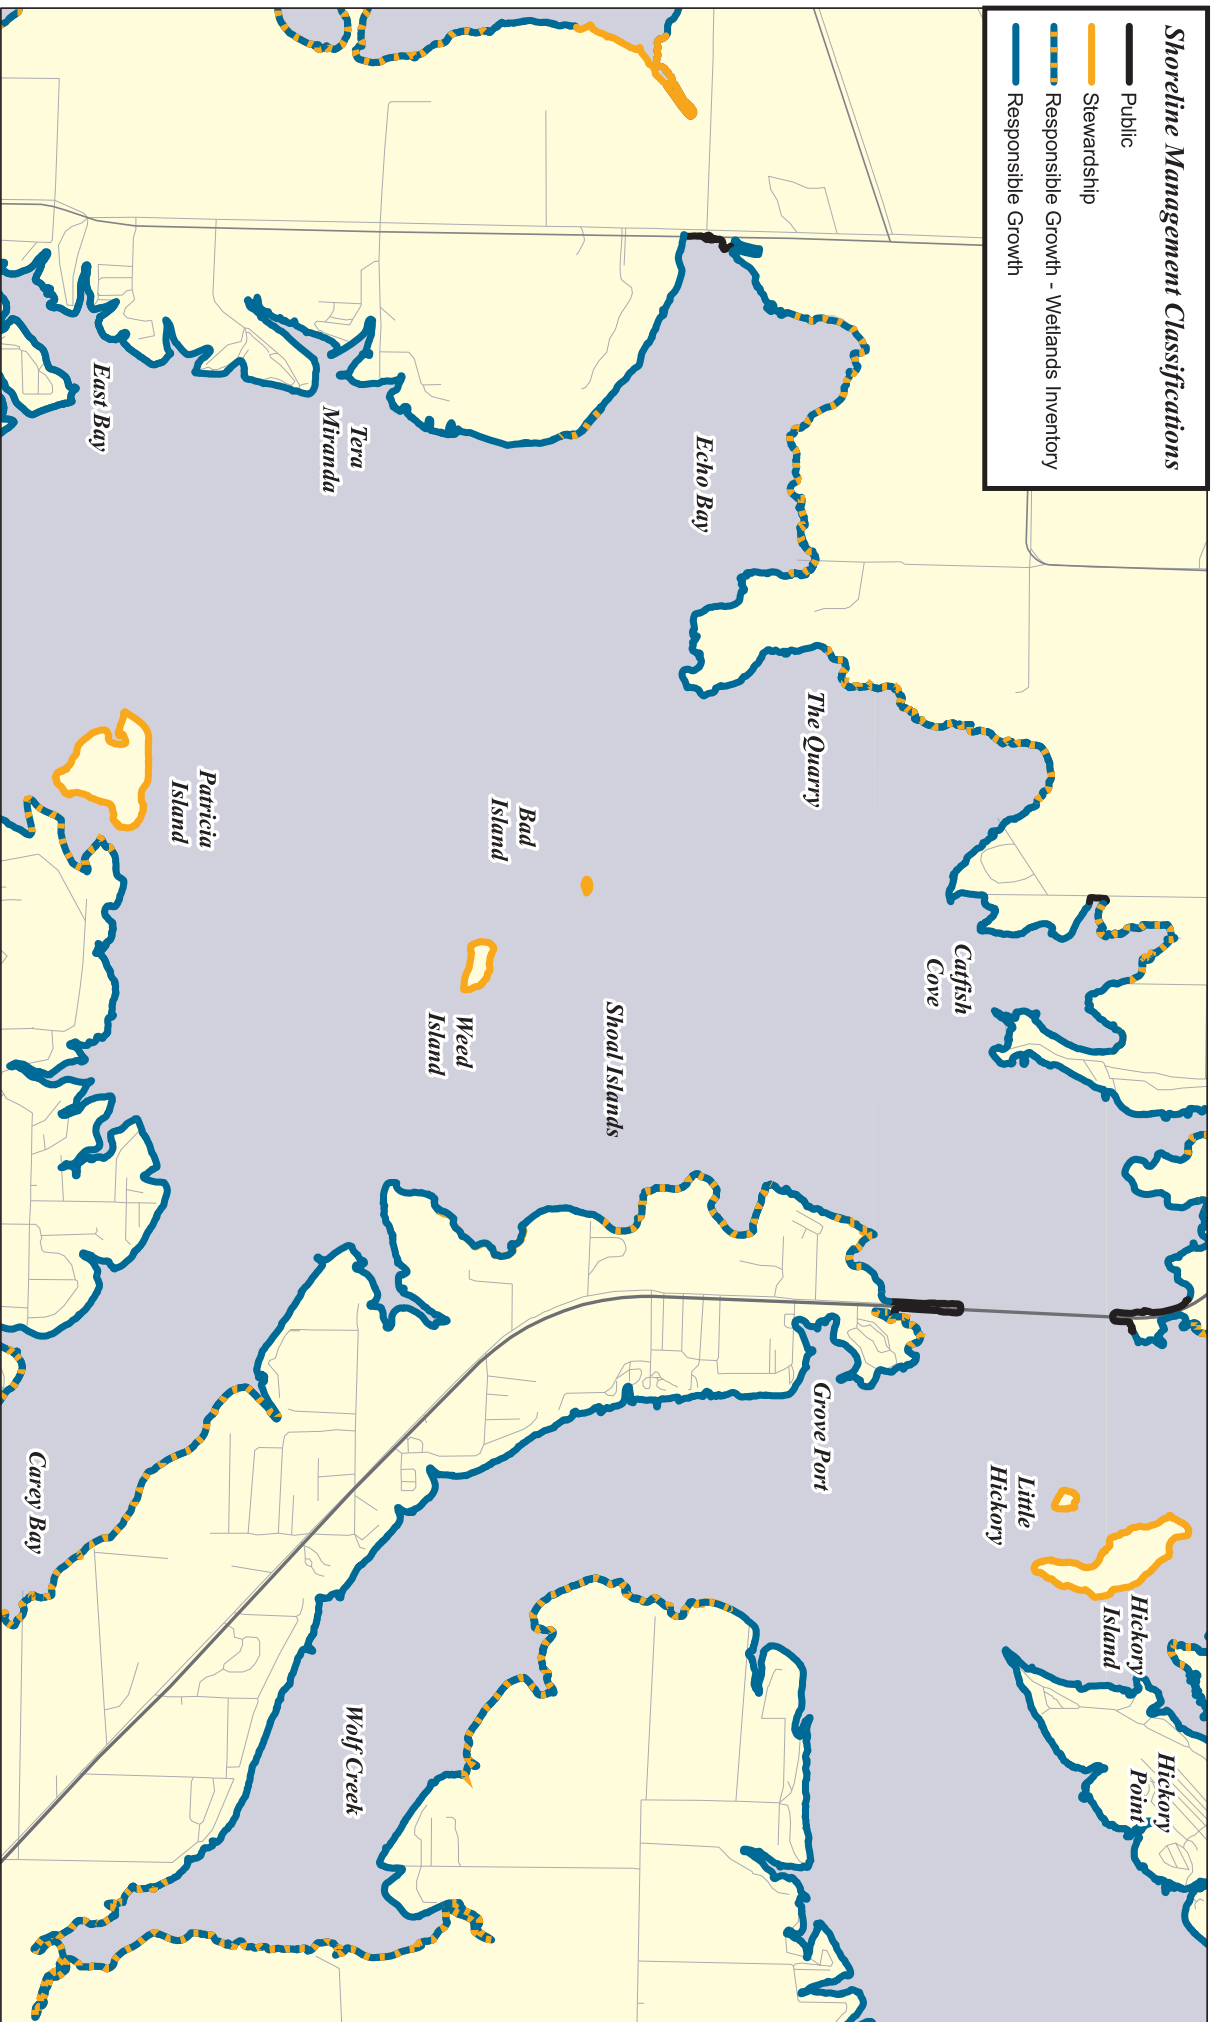 Shoreline Management Classifications
Public
Stewardship
Responsible Growth - Wetlands Inventory
Responsible Growth
Catfish
Cove
Little
Hickory
Hickory
Island
Hickory
Point
The Quarry
Grove Port
Echo Bay
Shoal Islands
Bad
Island
Weed
Island
Tera
Miranda
Wolf Creek
Patricia
Island
East Bay
Carey Bay